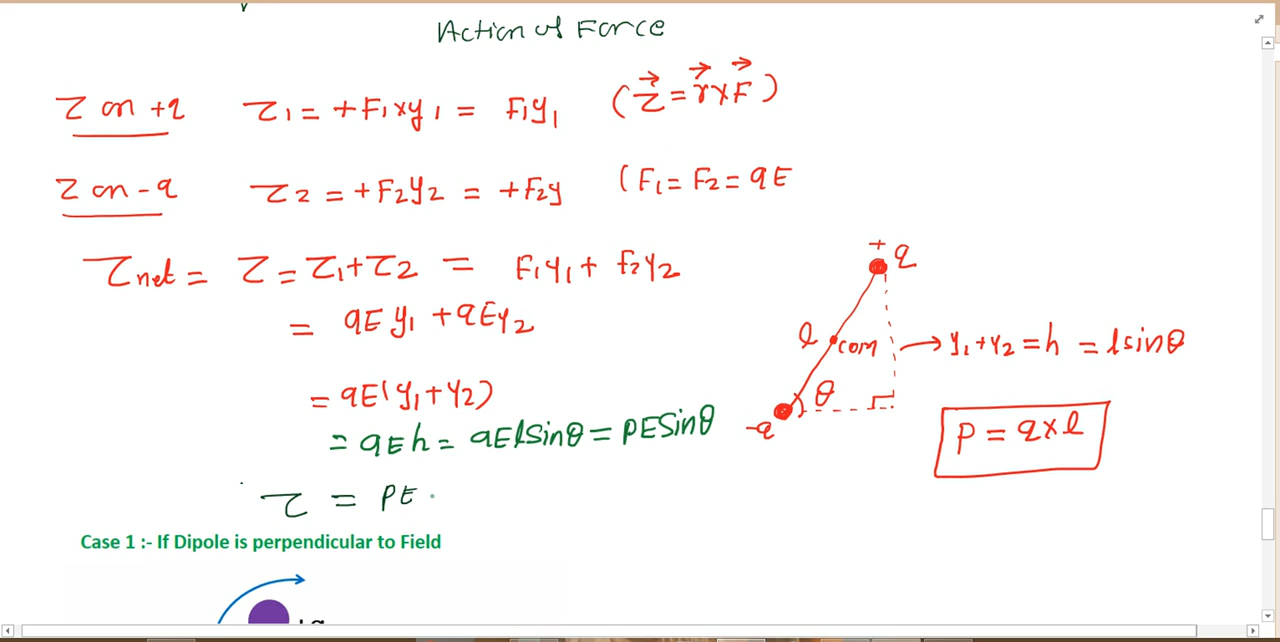 Action of Force
τ on +q τ1 = +F1×y1 = F1y1 (τ⃗ = r⃗×F⃗)
τ on -q τ2 = +F2y2 = +F2y (F1 = F2 = qE
τnet = τ = τ1+τ2 = F1y1 + f2y2
= qEy1 + qEy2
= qE(y1+y2)
= qEh = qElSinθ = PESinθ
τ = PE
+ q
l
com
→ y1+y2 = h = lsinθ
θ
-q
P = q×l
Case 1 :- If Dipole is perpendicular to Field